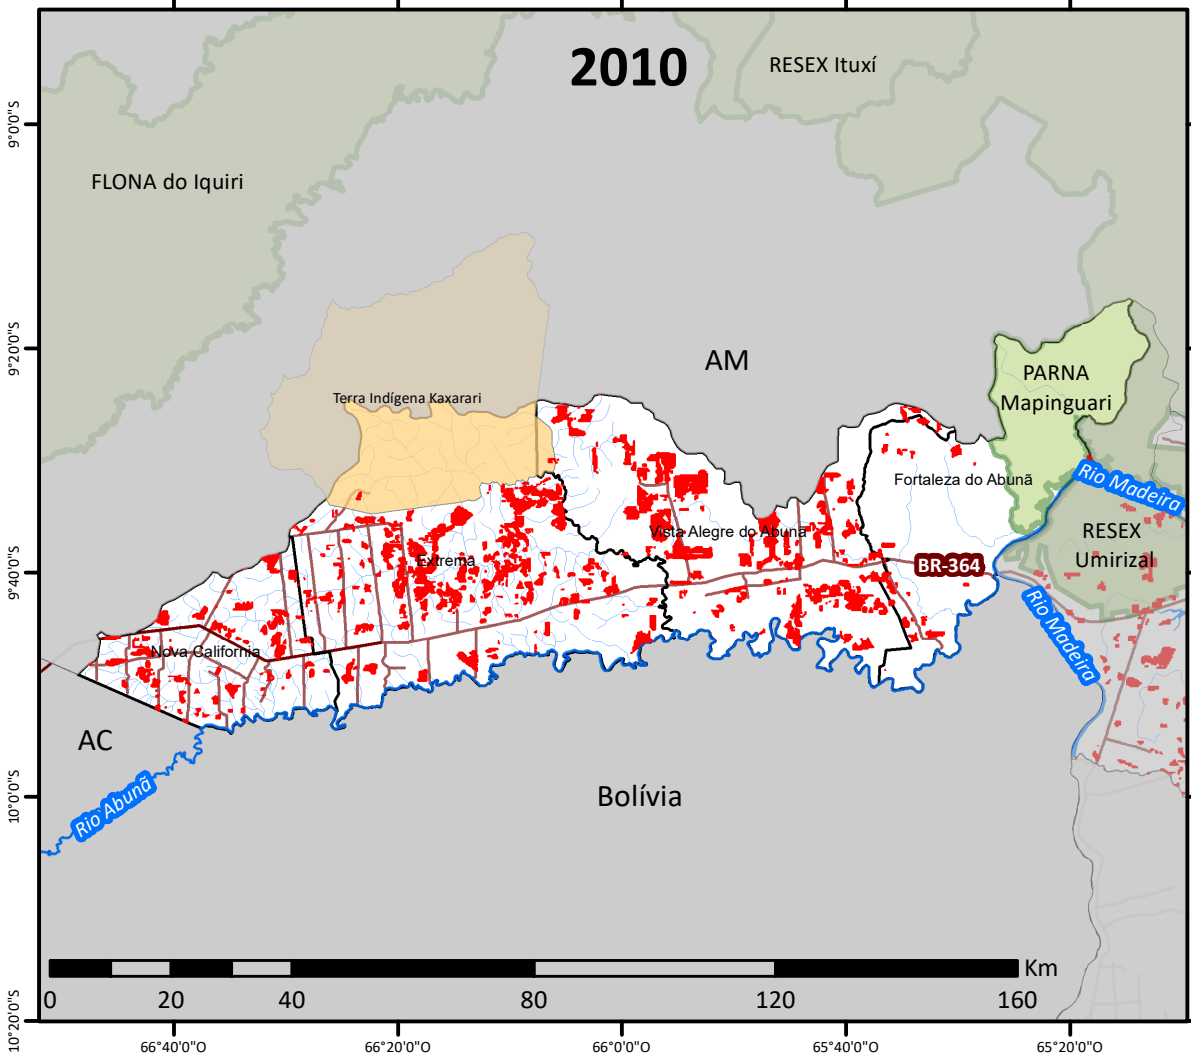 2010
RESEX Ituxí
FLONA do Iquiri
9°0'0"S
9°20'0"S
9°40'0"S
10°0'0"S
10°20'0"S
AM
PARNA
Mapinguari
Terra Indígena Kaxarari
Fortaleza do Abunã
Rio Madeira
Vista Alegre do Abunã
RESEX
Umirizal
Extrema
BR-364
Rio Madeira
Nova California
AC
Rio Abunã
Bolívia
Km
0 20 40 80 120 160
66°40'0"O 66°20'0"O 66°0'0"O 65°40'0"O 65°20'0"O